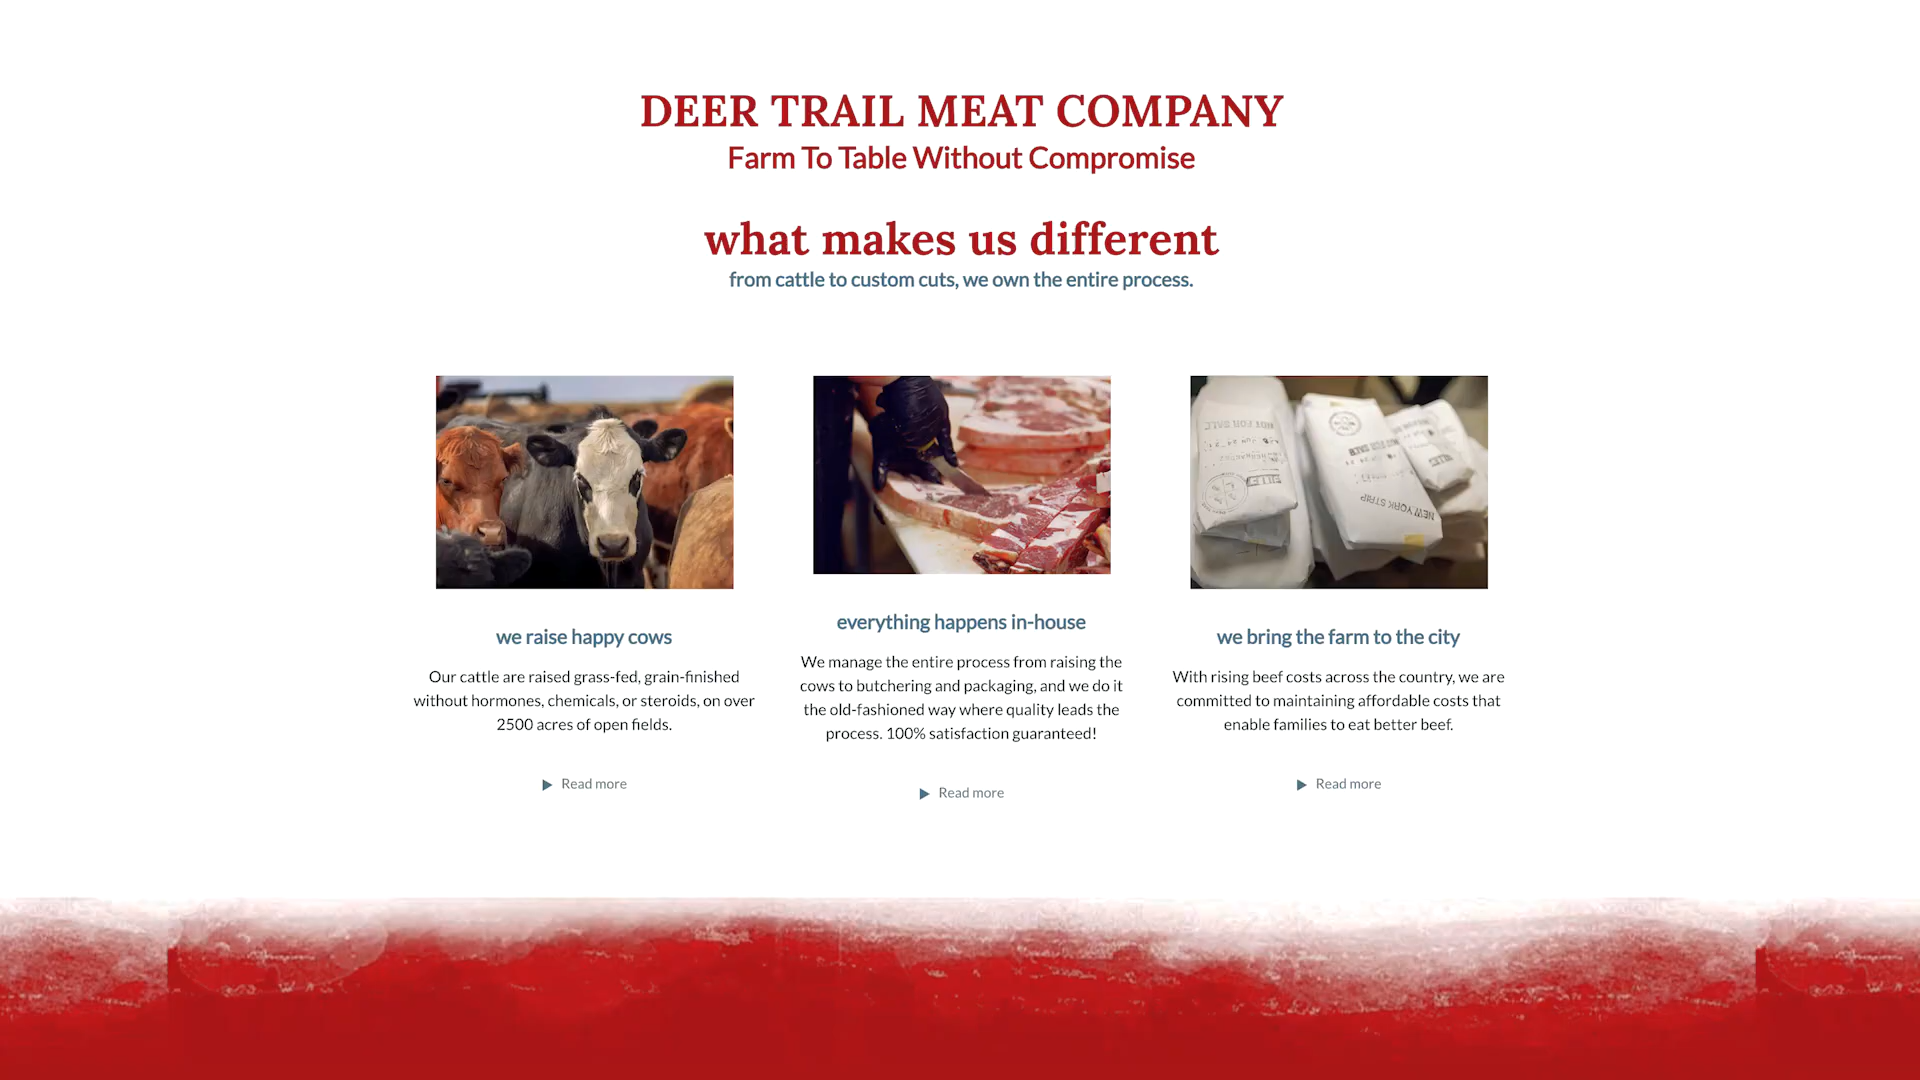 DEER TRAIL MEAT COMPANY
Farm To Table Without Compromise
what makes us different
from cattle to custom cuts, we own the entire process.
NOT FOR SALE
NEW YORK STRIP
we raise happy cows
Our cattle are raised grass-fed, grain-finished
without hormones, chemicals, or steroids, on over
2500 acres of open fields.
Read more
everything happens in-house
We manage the entire process from raising the
cows to butchering and packaging, and we do it
the old-fashioned way where quality leads the
process. 100% satisfaction guaranteed!
Read more
we bring the farm to the city
With rising beef costs across the country, we are
committed to maintaining affordable costs that
enable families to eat better beef.
Read more